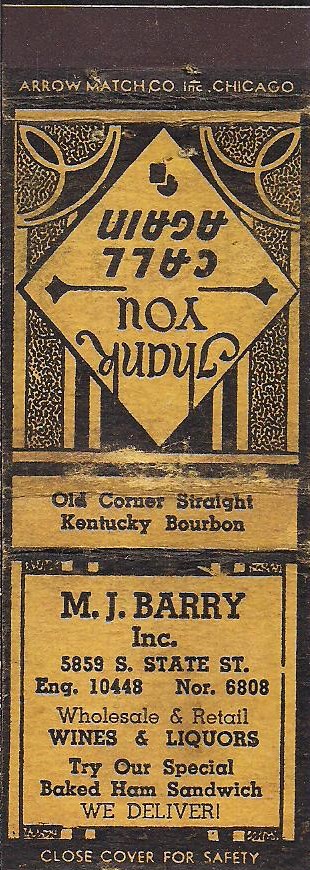 ARROW MATCH CO. Inc. CHICAGO
Thank
YOU
CALL
AGAIN
Old Corner Straight
Kentucky Bourbon
M. J. BARRY
Inc.
5859 S. STATE ST.
Eng. 10448 Nor. 6808
Wholesale & Retail
WINES & LIQUORS
Try Our Special
Baked Ham Sandwich
WE DELIVER!
CLOSE COVER FOR SAFETY